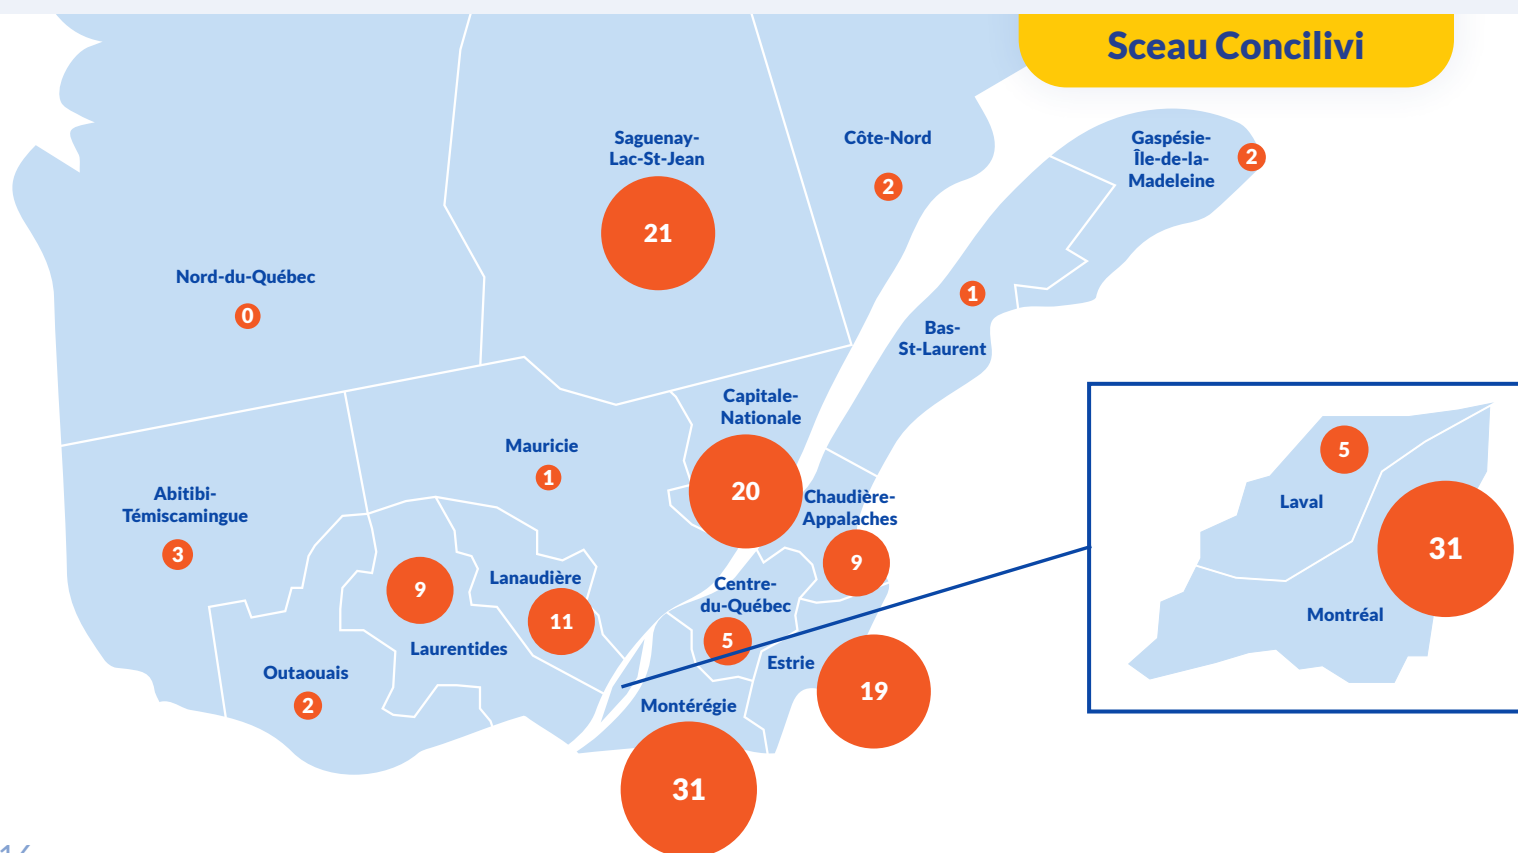 Sceau Concilivi
Saguenay-
Lac-St-Jean
21
Côte-Nord
2
Gaspésie-
Île-de-la-
Madeleine
2
Nord-du-Québec
0
1
Bas-
St-Laurent
Capitale-
Nationale
20
Mauricie
1
Abitibi-
Témiscamingue
3
Chaudière-
Appalaches
9
Laval
5
Montréal
31
9
Laurentides
Lanaudière
11
Centre-
du-Québec
5
Estrie
19
Outaouais
2
Montérégie
31